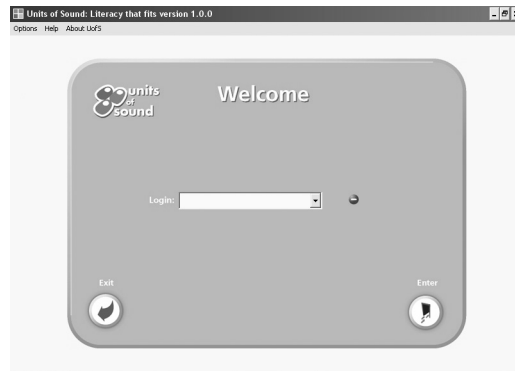 Units of Sound: Literacy that fits version 1.0.0
Options Help About UofS
units
of
sound
Welcome
Login:
Exit
Enter